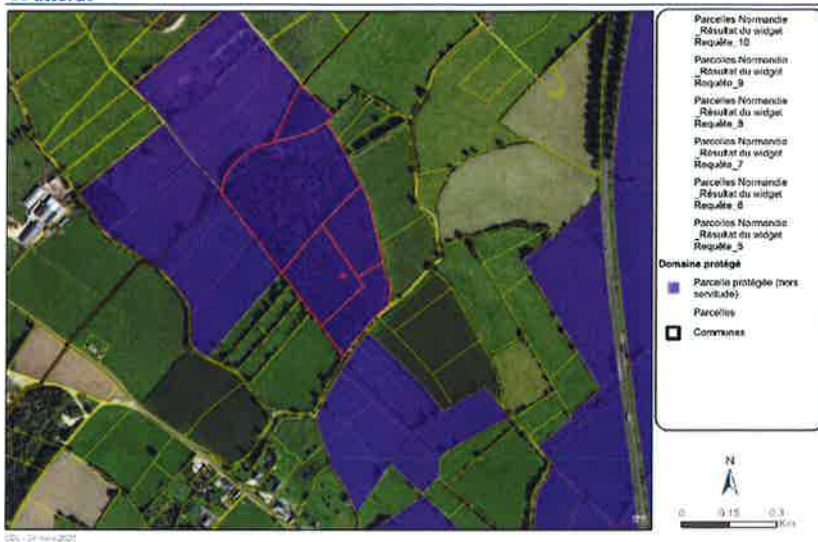 Parcelles Normandie
_Résultat du widget
Requête_10
Parcelles Normandie
_Résultat du widget
Requête_9
Parcelles Normandie
_Résultat du widget
Requête_8
Parcelles Normandie
_Résultat du widget
Requête_7
Parcelles Normandie
_Résultat du widget
Requête_6
Parcelles Normandie
_Résultat du widget
Requête_5
Domaine protégé
Parcelle protégée (hors
servitude)
Parcelles
Communes
N
0 0.15 0.3
Km